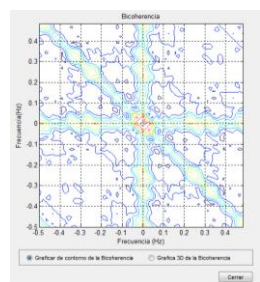 Bicoherencia
Frecuencia(Hz)
0.4
0.3
0.2
0.1
0
-0.1
-0.2
-0.3
-0.4
-0.5
-0.5 -0.4 -0.3 -0.2 -0.1 0 0.1 0.2 0.3 0.4
Frecuencia (Hz)
Graficar de contorno de la Bicoherencia Grafica 3D de la Bicoherencia
Cerrar